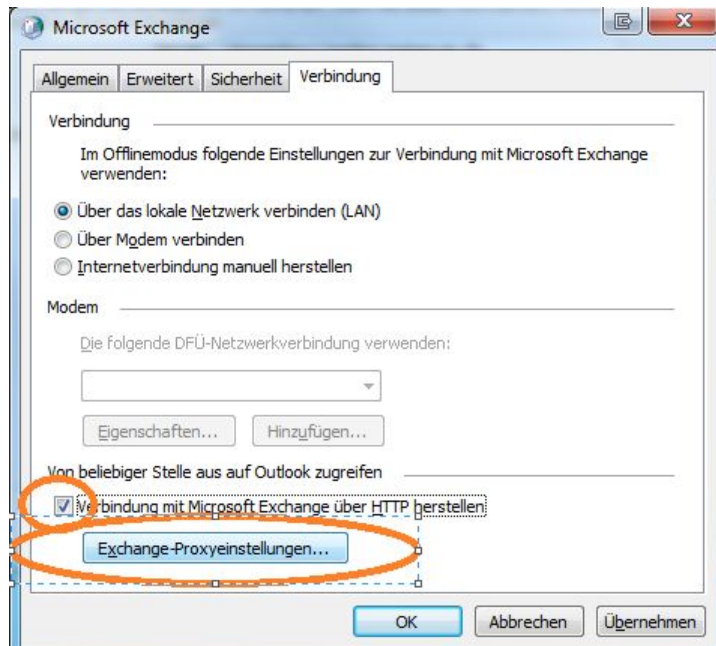 Microsoft Exchange
Allgemein Erweitert Sicherheit Verbindung
Verbindung
Im Offlinemodus folgende Einstellungen zur Verbindung mit Microsoft Exchange
verwenden:
Über das lokale Netzwerk verbinden (LAN)
Über Modem verbinden
Internetverbindung manuell herstellen
Modem
Die folgende DFÜ-Netzwerkverbindung verwenden:
Eigenschaften... Hinzufügen...
Von beliebiger Stelle aus auf Outlook zugreifen
Verbindung mit Microsoft Exchange über HTTP herstellen
Exchange-Proxyeinstellungen...
OK Abbrechen Übernehmen